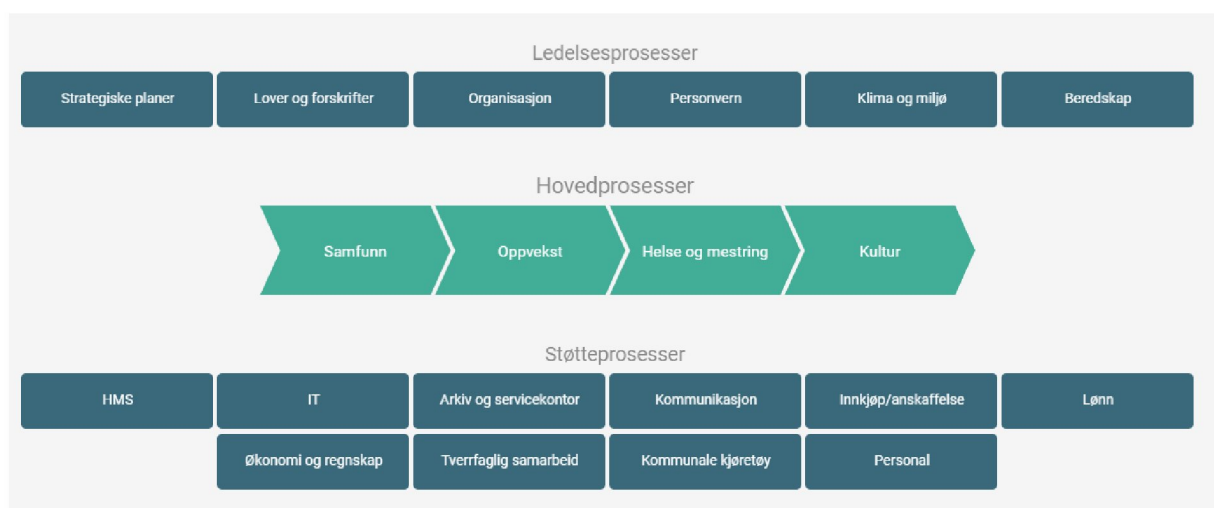 Ledelsesprosesser
Strategiske planer
Lover og forskrifter
Organisasjon
Personvern
Klima og miljø
Beredskap
Hovedprosesser
Samfunn
Oppvekst
Helse og mestring
Kultur
Støtteprosesser
HMS
IT
Arkiv og servicekontor
Kommunikasjon
Innkjøp/anskaffelse
Lønn
Økonomi og regnskap
Tverrfaglig samarbeid
Kommunale kjøretøy
Personal